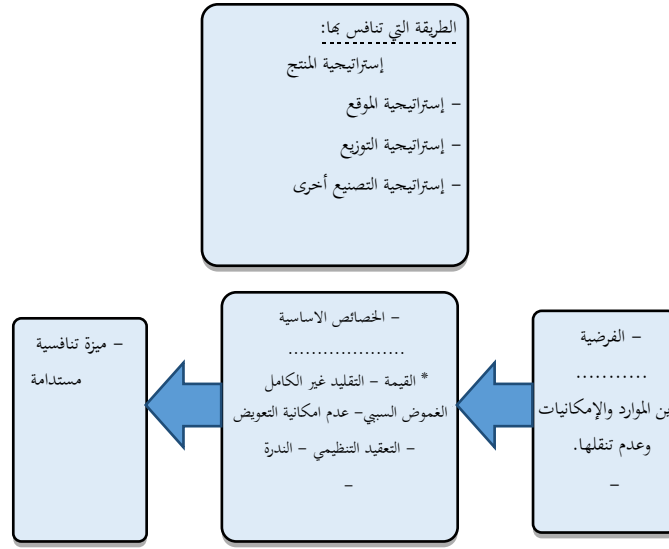 الطريقة التي تنافس بها:
إستراتيجية المنتج
– إستراتيجية الموقع
– إستراتيجية التوزيع
– إستراتيجية التصنيع أخرى
– الفرضية
...........
ين الموارد والإمكانيات
وعدم تنقلها.
–
– الخصائص الاساسية
....................
* القيمة – التقليد غير الكامل
الغموض السببي– عدم امكانية التعويض
– التعقيد التنظيمي – الندرة
–
– ميزة تنافسية
مستدامة